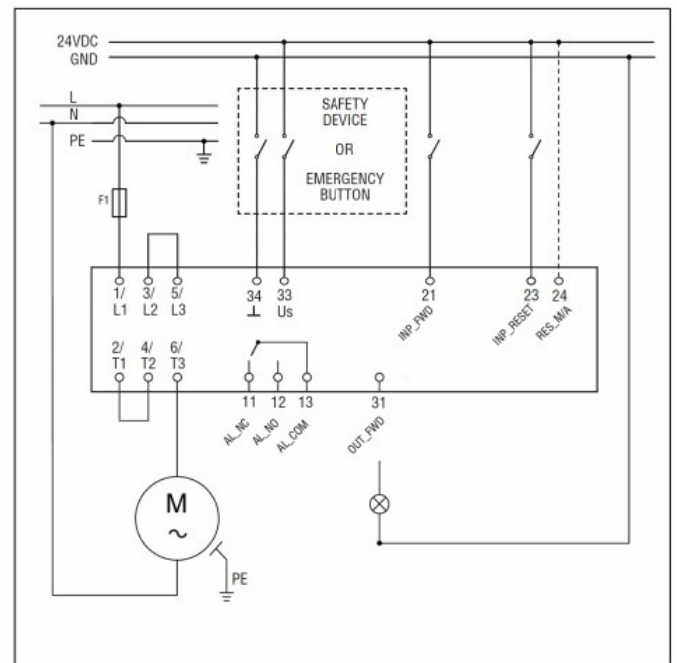 24VDC
GND
L
N
PE
SAFETY
DEVICE
OR
EMERGENCY
BUTTON
F1
1/ 3/ 5/ 34 33 21 23 24
L1 L2 L3 ⊥ Us INP_FWD INP_RESET RES_M/A
2/ 4/ 6/
T1 T2 T3
11 12 13 31
AL_NC AL_NO AL_COM OUT_FWD
M
~
PE